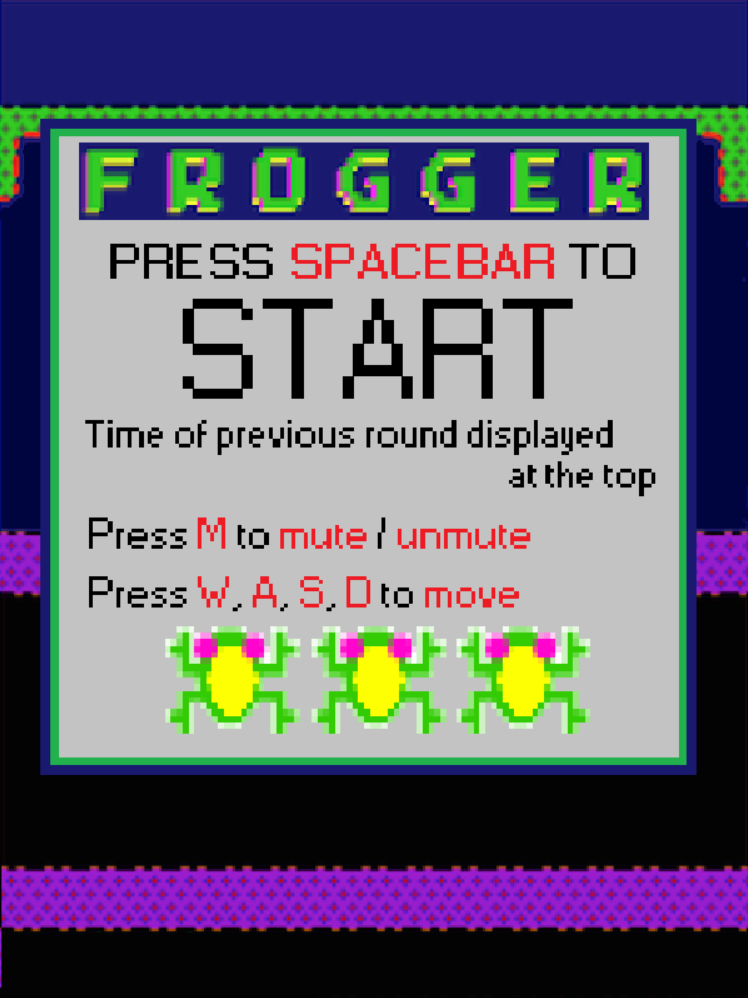 FROGGER
PRESS SPACEBAR TO
START
Time of previous round displayed
at the top
Press M to mute / unmute
Press W, A, S, D to move